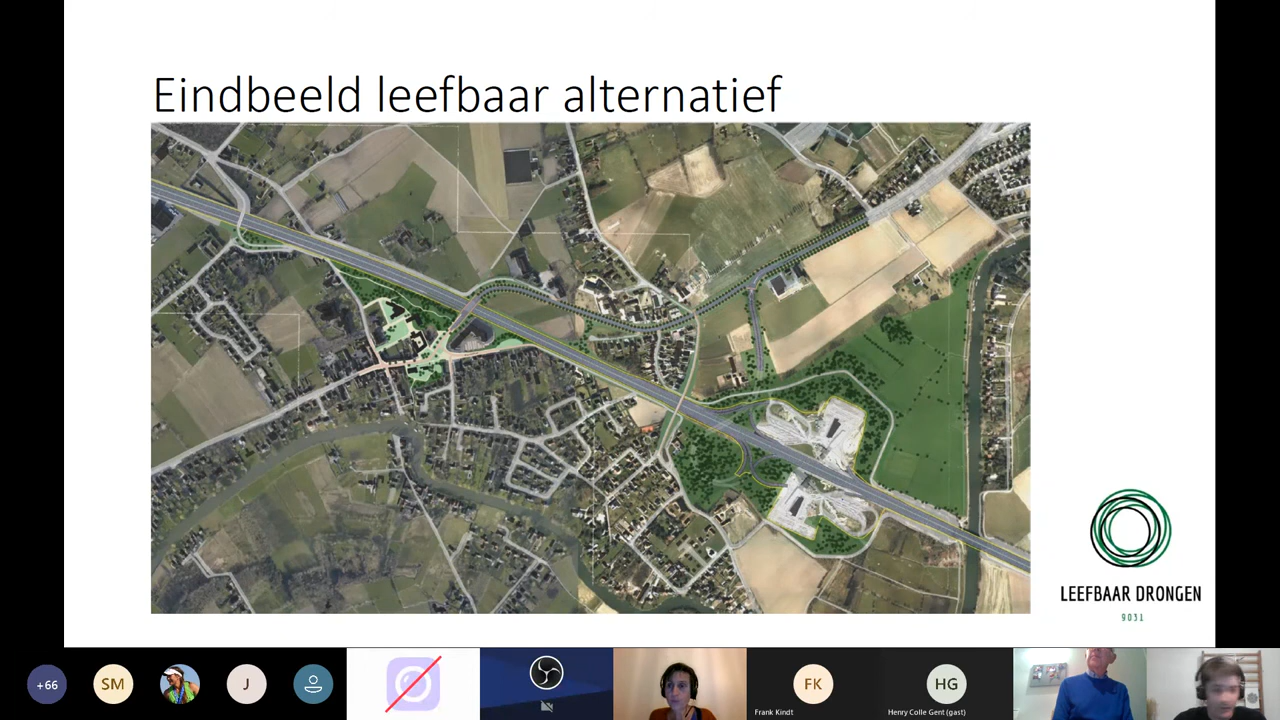 Eindbeeld leefbaar alternatief
LEEFBAAR DRONGEN
9031
+66
SM
J
FK
HG
Frank Kindt
Henry Colle Gent (gast)